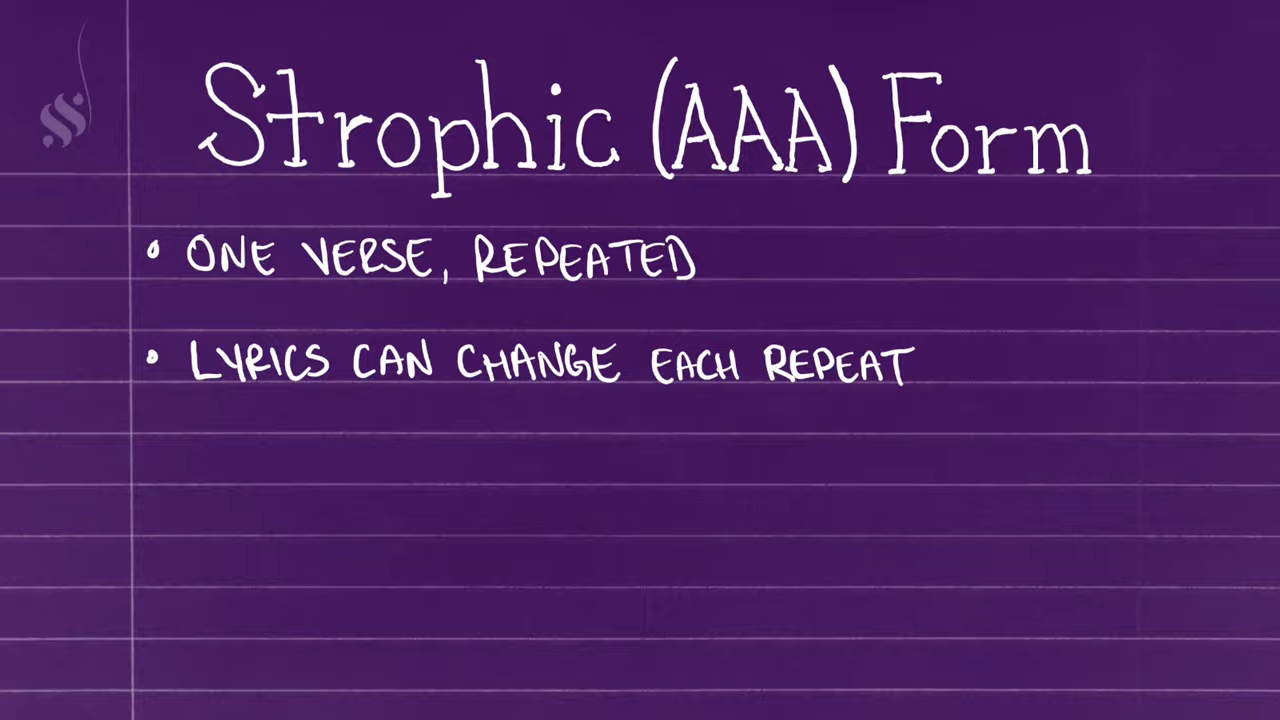 Strophic (AAA) Form
• ONE VERSE, REPEATED
• LYRICS CAN CHANGE EACH REPEAT